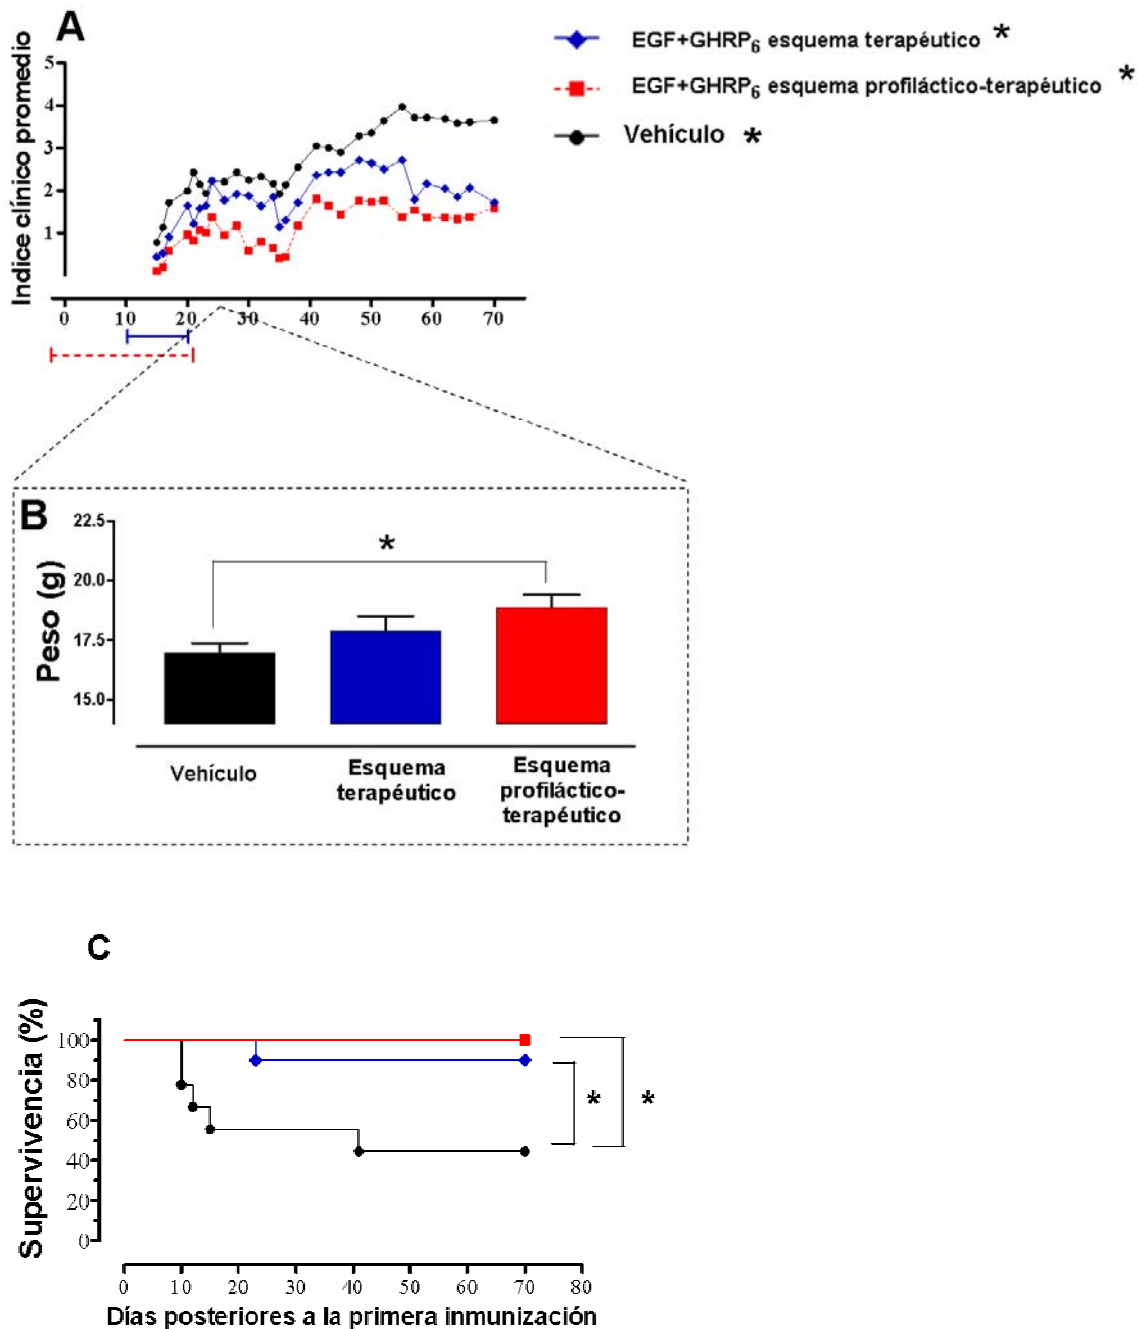 A
EGF+GHRP6 esquema terapéutico *
EGF+GHRP6 esquema profiláctico-terapéutico *
Vehículo *
Indice clínico promedio
5
4
3
2
1
0 10 20 30 40 50 60 70
B
Peso (g)
22.5
20.0
17.5
15.0
*
Vehículo
Esquema
terapéutico
Esquema
profiláctico-
terapéutico
C
Supervivencia (%)
100
80
60
40
20
0
* *
0 10 20 30 40 50 60 70 80
Días posteriores a la primera inmunización